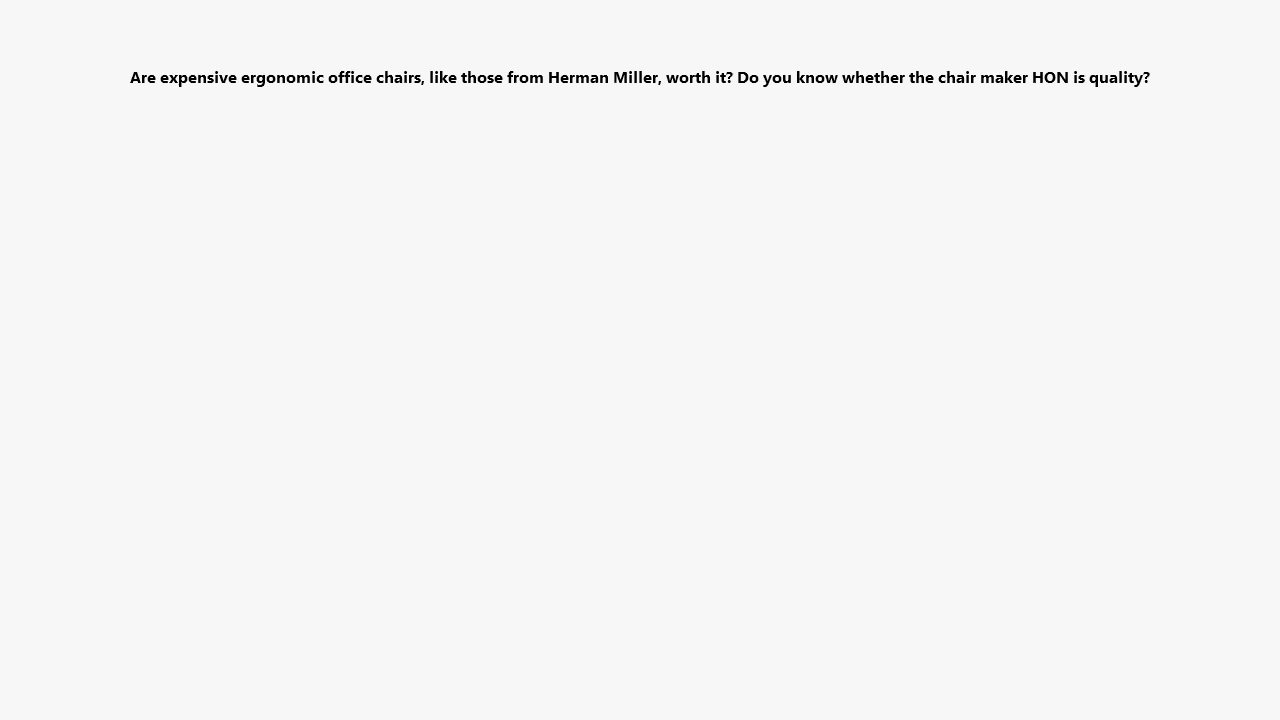 Are expensive ergonomic office chairs, like those from Herman Miller, worth it? Do you know whether the chair maker HON is quality?